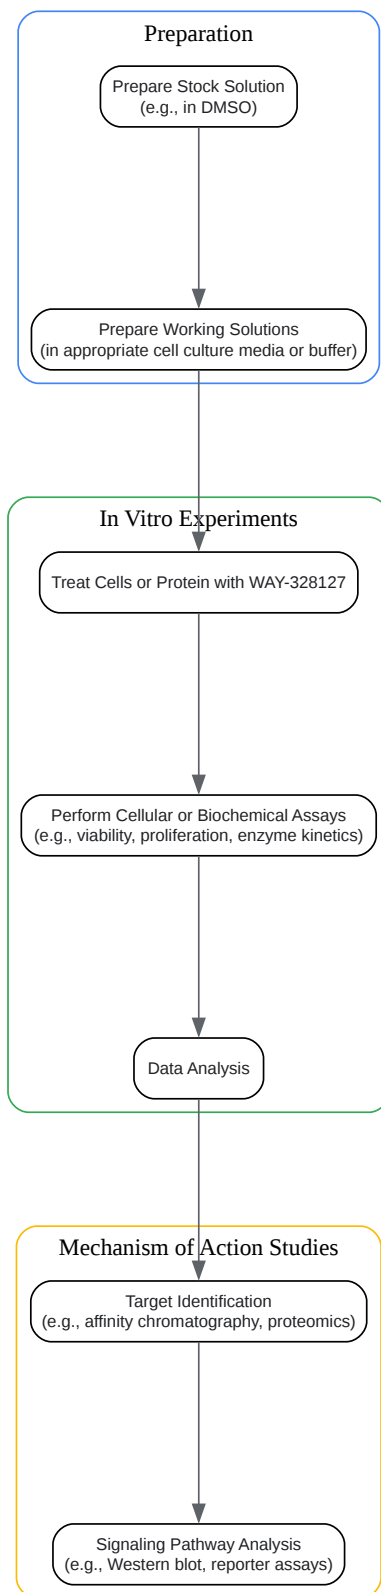 Preparation
Prepare Stock Solution
(e.g., in DMSO)
Prepare Working Solutions
(in appropriate cell culture media or buffer)
In Vitro Experiments
Treat Cells or Protein with WAY-328127
Perform Cellular or Biochemical Assays
(e.g., viability, proliferation, enzyme kinetics)
Data Analysis
Mechanism of Action Studies
Target Identification
(e.g., affinity chromatography, proteomics)
Signaling Pathway Analysis
(e.g., Western blot, reporter assays)